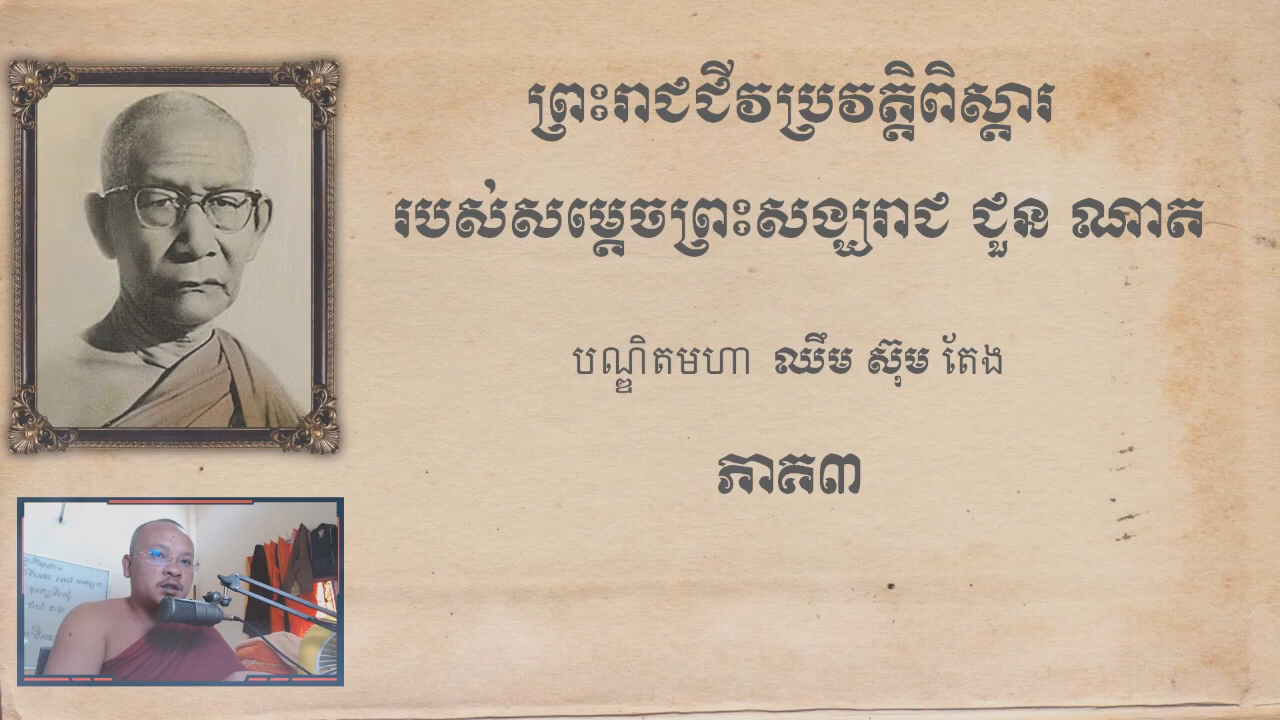 ព្រះរាជជីវប្រវត្តិពិស្ដារ
របស់សម្ដេចព្រះសង្ឃរាជ ជួន ណាត
បណ្ឌិតមហា ឈឹម ស៊ុម តែង
ភាគ៣